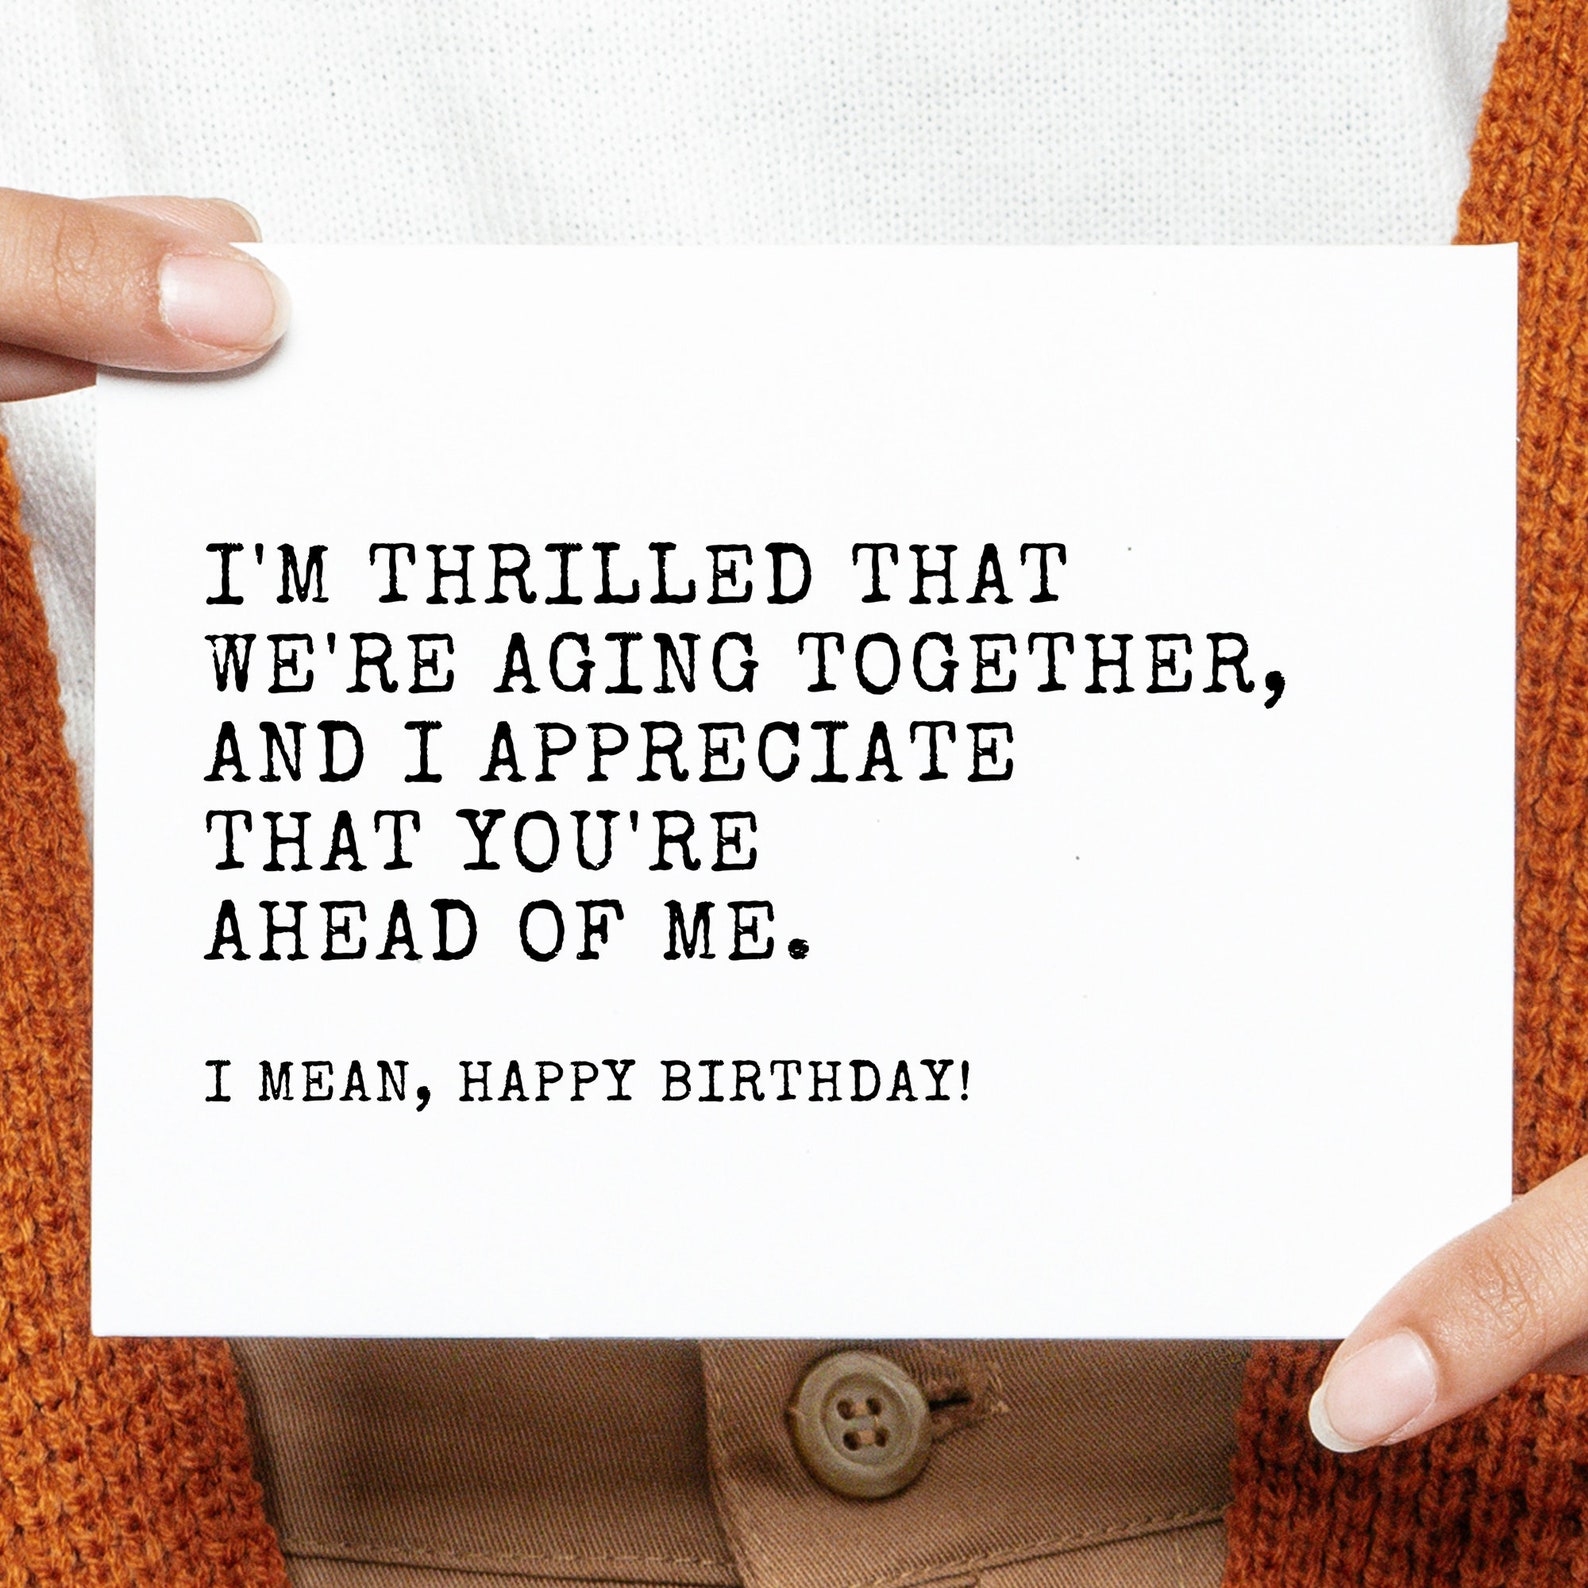 I'M THRILLED THAT
WE'RE AGING TOGETHER,
AND I APPRECIATE
THAT YOU'RE
AHEAD OF ME.
I MEAN, HAPPY BIRTHDAY!